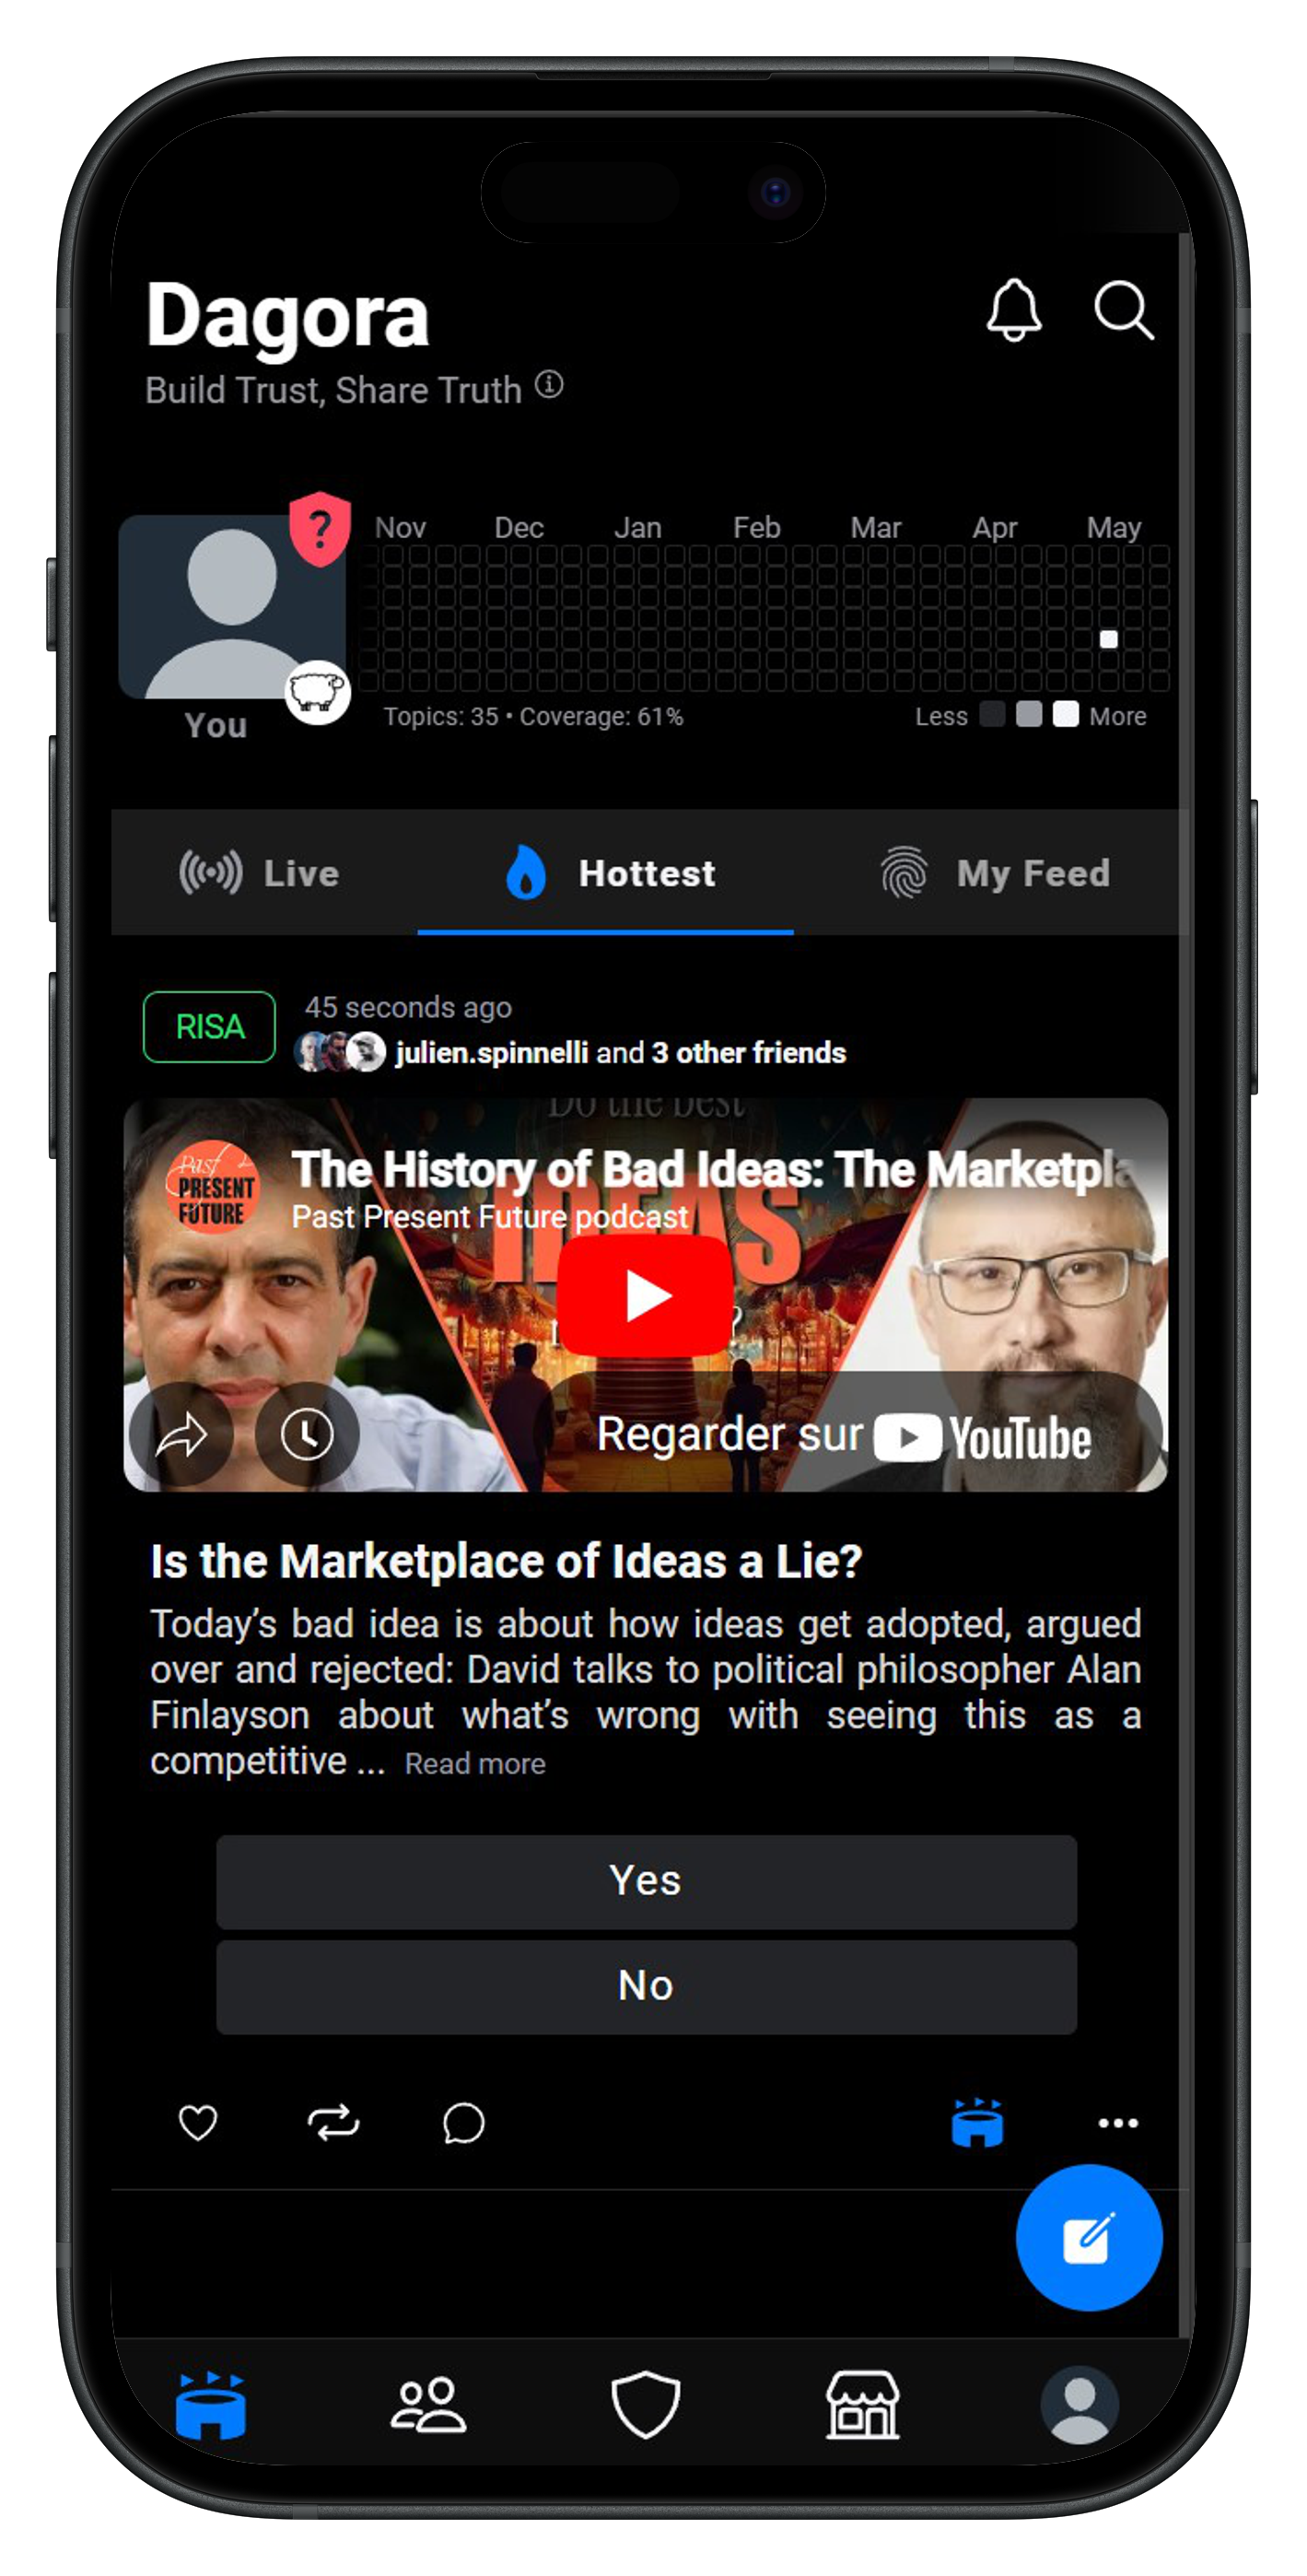 Dagora
Build Trust, Share Truth
?
Nov Dec Jan Feb Mar Apr May
You
Topics: 35 • Coverage: 61%
Less More
Live Hottest My Feed
RISA
45 seconds ago
julien.spinnelli and 3 other friends
Do the best
Past
PRESENT
FUTURE
The History of Bad Ideas: The Marketpla
Past Present Future podcast
IDEAS
?
Regarder sur YouTube
Is the Marketplace of Ideas a Lie?
Today’s bad idea is about how ideas get adopted, argued
over and rejected: David talks to political philosopher Alan
Finlayson about what’s wrong with seeing this as a
competitive ... Read more
Yes
No